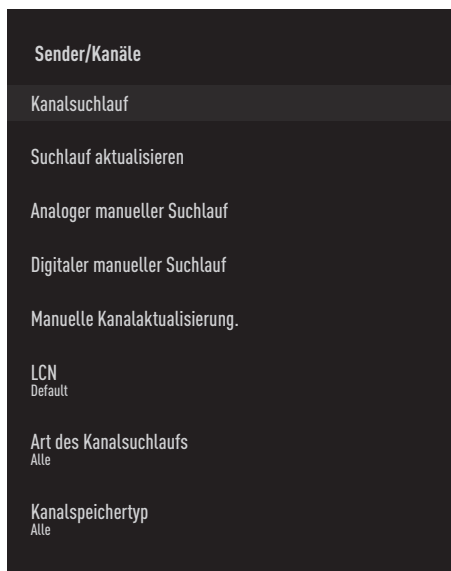 Sender/Kanäle
Kanalsuchlauf
Suchlauf aktualisieren
Analoger manueller Suchlauf
Digitaler manueller Suchlauf
Manuelle Kanalaktualisierung.
LCN
Default
Art des Kanalsuchlaufs
Alle
Kanalspeichertyp
Alle